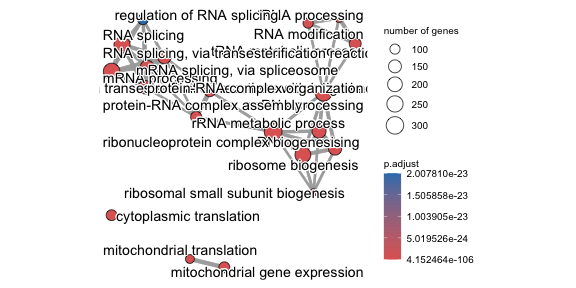 regulation of RNA splicing
processing
RNA splicing
RNA modification
RNA splicing, via transesterification reactions
mRNA splicing, via spliceosome
mRNA processing
protein-RNA complex organization
protein-RNA complex assembly
processing
rRNA metabolic process
ribonucleoprotein complex biogenesis
ribosome biogenesis
ribosomal small subunit biogenesis
cytoplasmic translation
mitochondrial translation
mitochondrial gene expression
number of genes
100
150
200
250
300
p.adjust
2.007810e-23
1.505858e-23
1.003905e-23
5.019526e-24
4.152464e-106